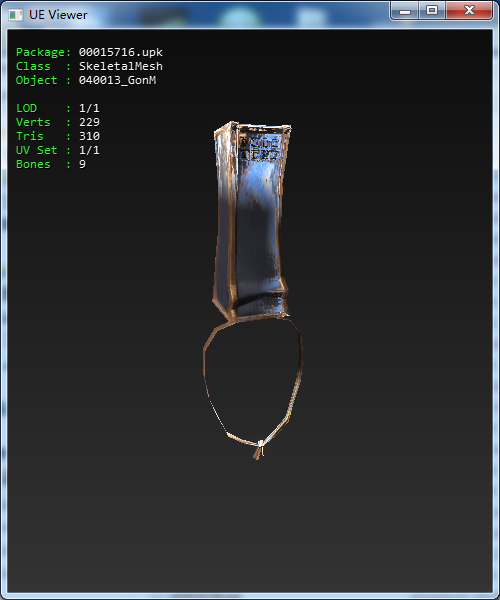 UE Viewer
Package: 00015716.upk
Class : SkeletalMesh
Object : 040013_GonM
LOD : 1/1
Verts : 229
Tris : 310
UV Set : 1/1
Bones : 9